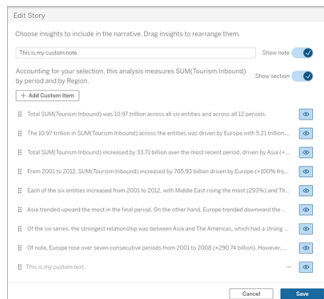 Edit Story
Choose insights to include in the narrative. Drag insights to rearrange them.
This is my custom note.
Show note
Accounting for your selection, this analysis measures SUM(Tourism Inbound)
by period and by Region.
Show section
+ Add Custom Item
Total SUM(Tourism Inbound) was 10.97 trillion across all six entities and across all 12 periods.
The 10.97 trillion in SUM(Tourism Inbound) across the entities was driven by Europe with 5.21 trillion,...
Total SUM(Tourism Inbound) increased by 33.71 billion over the most recent period, driven by Asia (+...
From 2001 to 2012, SUM(Tourism Inbound) increased by 705.93 billion driven by Europe (+100% fro...
Each of the six entities increased from 2001 to 2012, with Middle East rising the most (293%) and Th...
Asia trended upward the most in the final period. On the other hand, Europe trended downward the ...
Of the six series, the strongest relationship was between Asia and The Americas, which had a strong...
Of note, Europe rose over seven consecutive periods from 2001 to 2008 (+290.74 billion). However,...
This is my custom text.
Cancel
Save